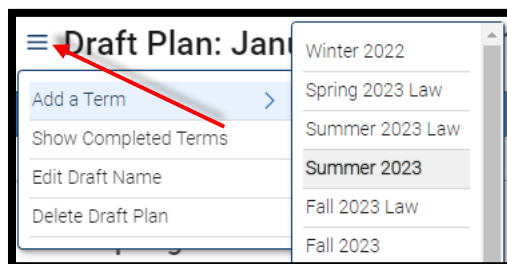 Draft Plan: Janu
Add a Term
Show Completed Terms
Edit Draft Name
Delete Draft Plan
Winter 2022
Spring 2023 Law
Summer 2023 Law
Summer 2023
Fall 2023 Law
Fall 2023